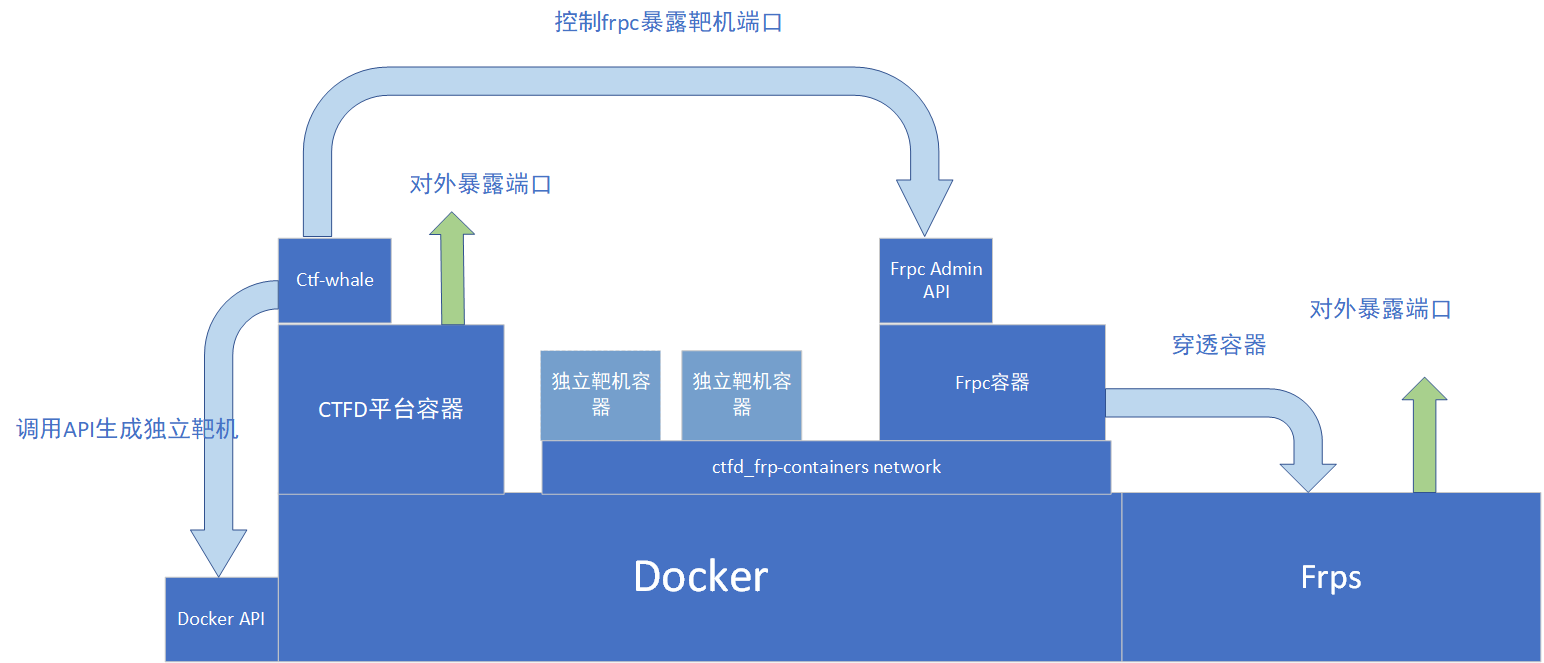 控制frpc暴露靶机端口
对外暴露端口
Ctf-whale
Frpc Admin
API
对外暴露端口
穿透容器
独立靶机容
器
独立靶机容
器
Frpc容器
CTFD平台容器
调用API生成独立靶机
ctfd_frp-containers network
Docker
Frps
Docker API